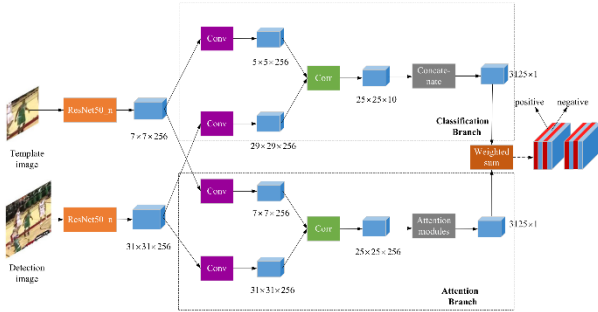 Conv
5×5×256
Corr
25×25×10
Concate-
nate
3125×1
positive
negative
ResNet50_n
7×7×256
Template
image
Conv
29×29×256
Classification
Branch
Weighted
sum
Conv
7×7×256
ResNet50_n
31×31×256
Detection
image
Corr
25×25×256
Attention
modules
3125×1
Conv
31×31×256
Attention
Branch